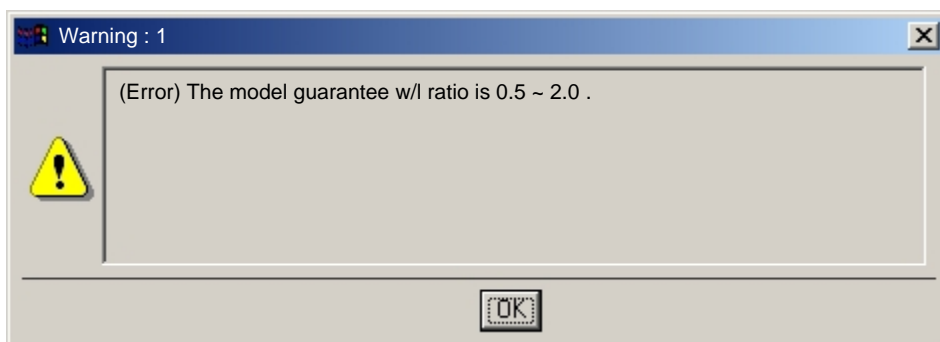 Warning : 1
(Error) The model guarantee w/l ratio is 0.5 ~ 2.0 .
OK